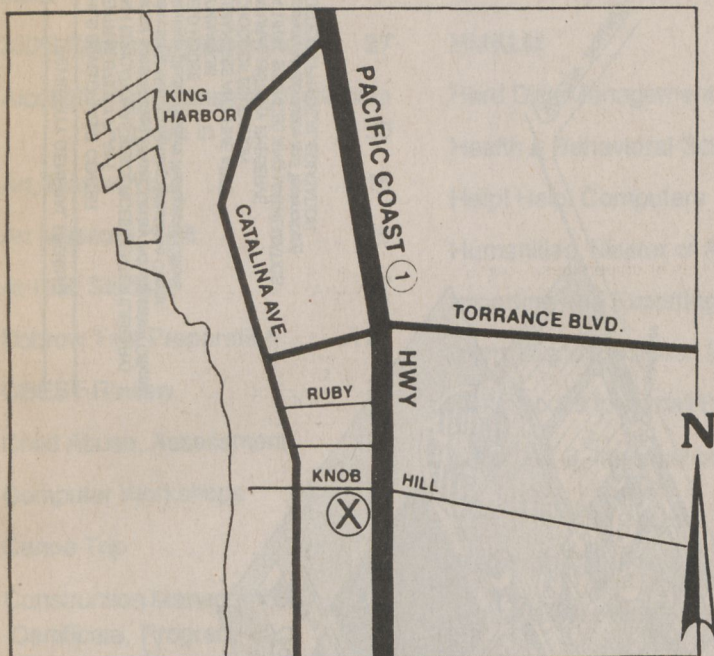 KING
HARBOR
PACIFIC COAST 1
CATALINA AVE.
TORRANCE BLVD.
HWY
RUBY
KNOB
HILL
X
N